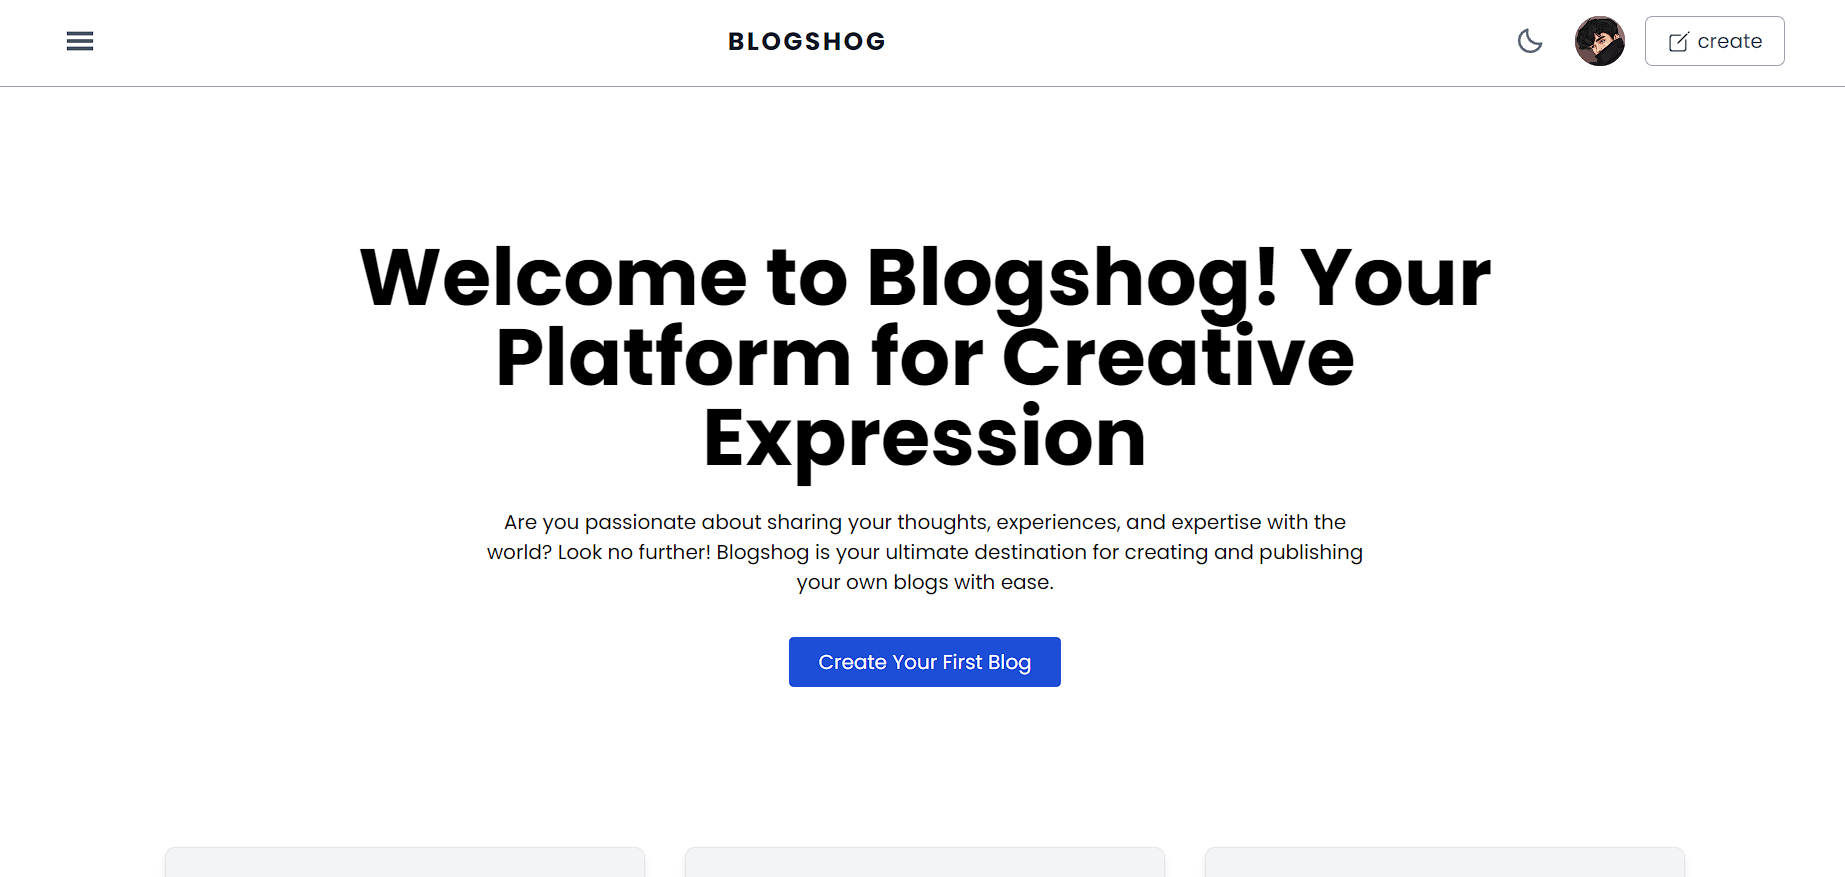 BLOGSHOG
create
Welcome to Blogshog! Your
Platform for Creative
Expression
Are you passionate about sharing your thoughts, experiences, and expertise with the
world? Look no further! Blogshog is your ultimate destination for creating and publishing
your own blogs with ease.
Create Your First Blog